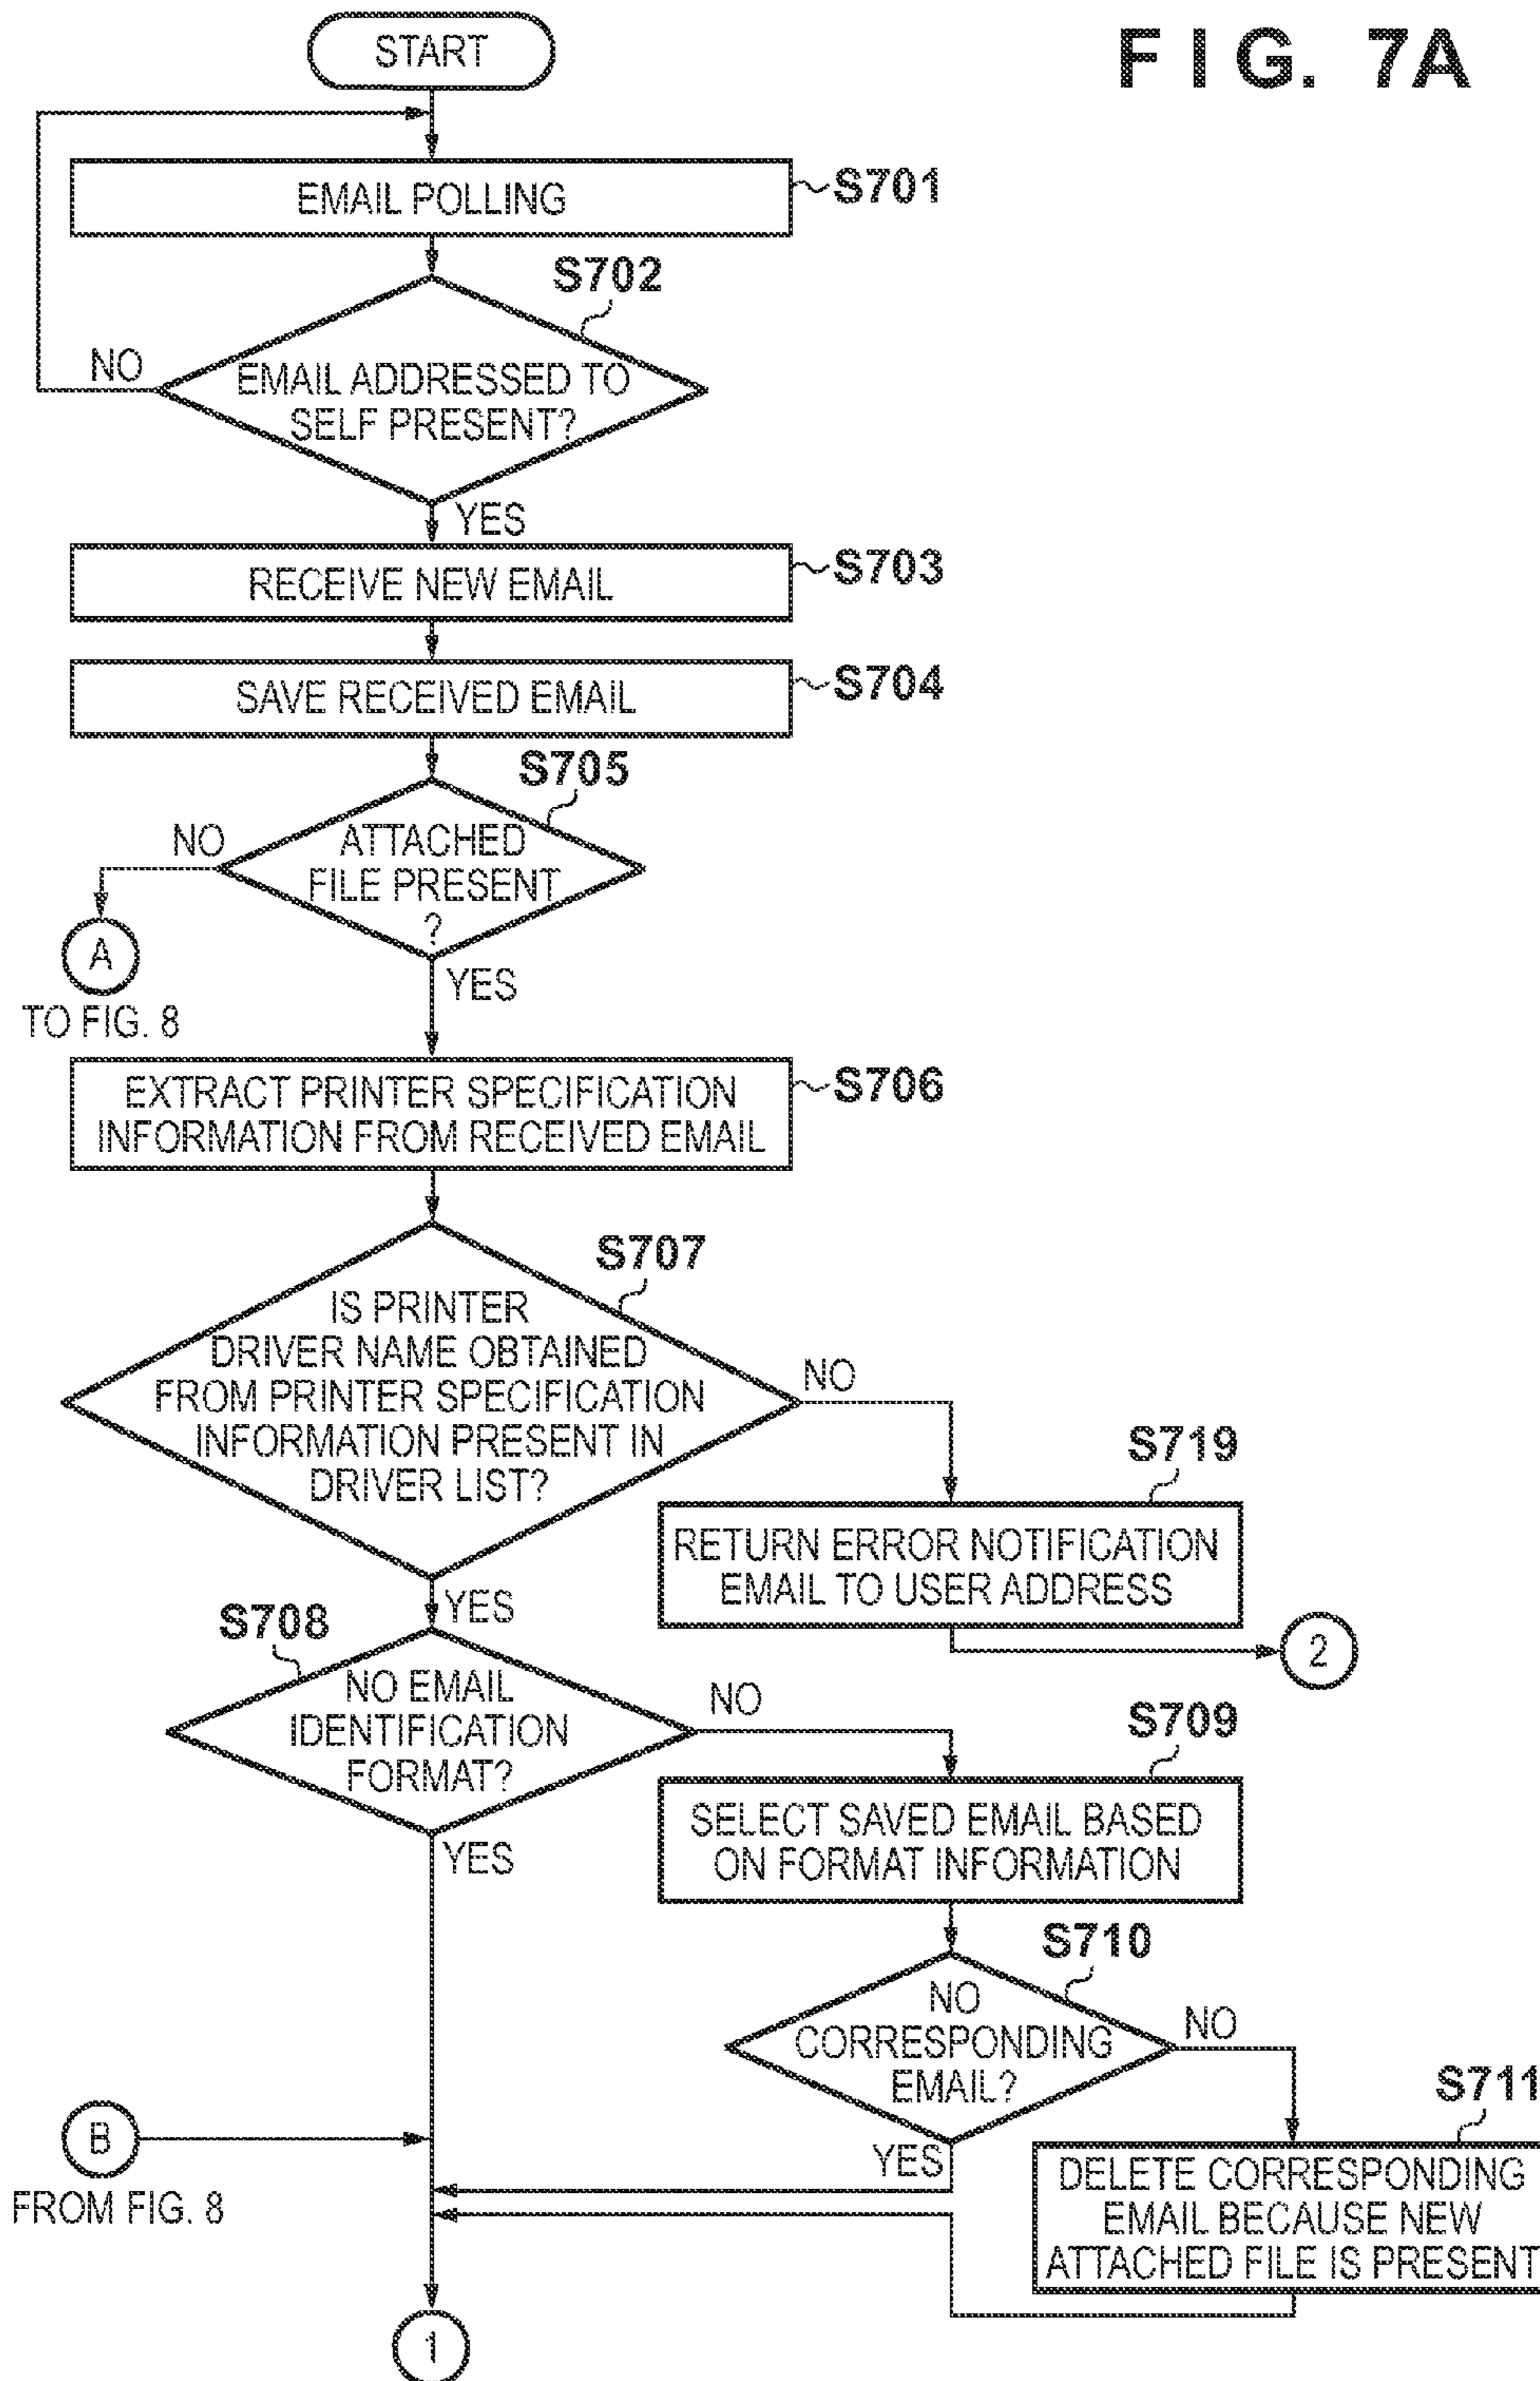 FIG. 7A
START
EMAIL POLLING
S701
S702
NO
EMAIL ADDRESSED TO
SELF PRESENT?
YES
RECEIVE NEW EMAIL
S703
SAVE RECEIVED EMAIL
S704
S705
NO
ATTACHED
FILE PRESENT
?
A
TO FIG. 8
YES
EXTRACT PRINTER SPECIFICATION
INFORMATION FROM RECEIVED EMAIL
S706
S707
IS PRINTER
DRIVER NAME OBTAINED
FROM PRINTER SPECIFICATION
INFORMATION PRESENT IN
DRIVER LIST?
NO
S719
RETURN ERROR NOTIFICATION
EMAIL TO USER ADDRESS
2
YES
S708
NO EMAIL
IDENTIFICATION
FORMAT?
NO
S709
SELECT SAVED EMAIL BASED
ON FORMAT INFORMATION
YES
S710
NO
CORRESPONDING
EMAIL?
NO
S711
YES
DELETE CORRESPONDING
EMAIL BECAUSE NEW
ATTACHED FILE IS PRESENT
B
FROM FIG. 8
1